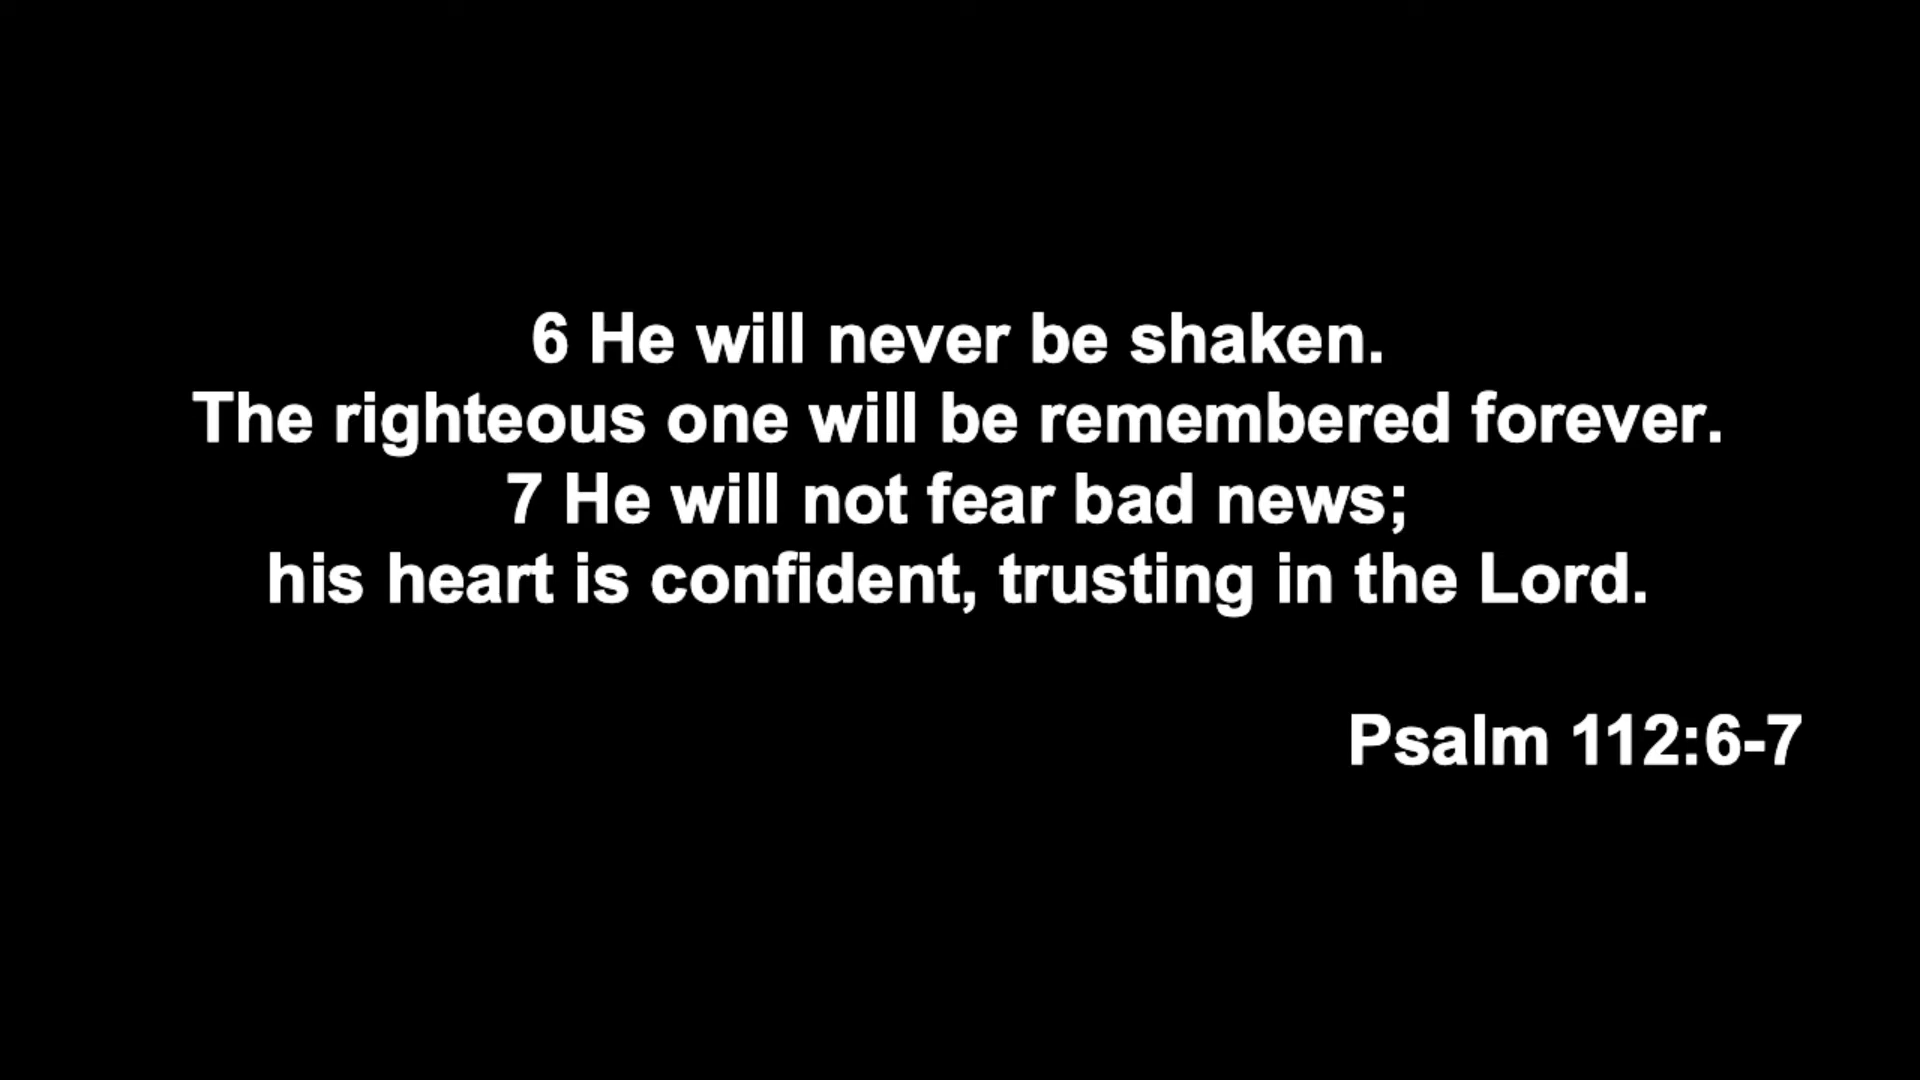 6 He will never be shaken.
The righteous one will be remembered forever.
7 He will not fear bad news;
his heart is confident, trusting in the Lord.
Psalm 112:6-7